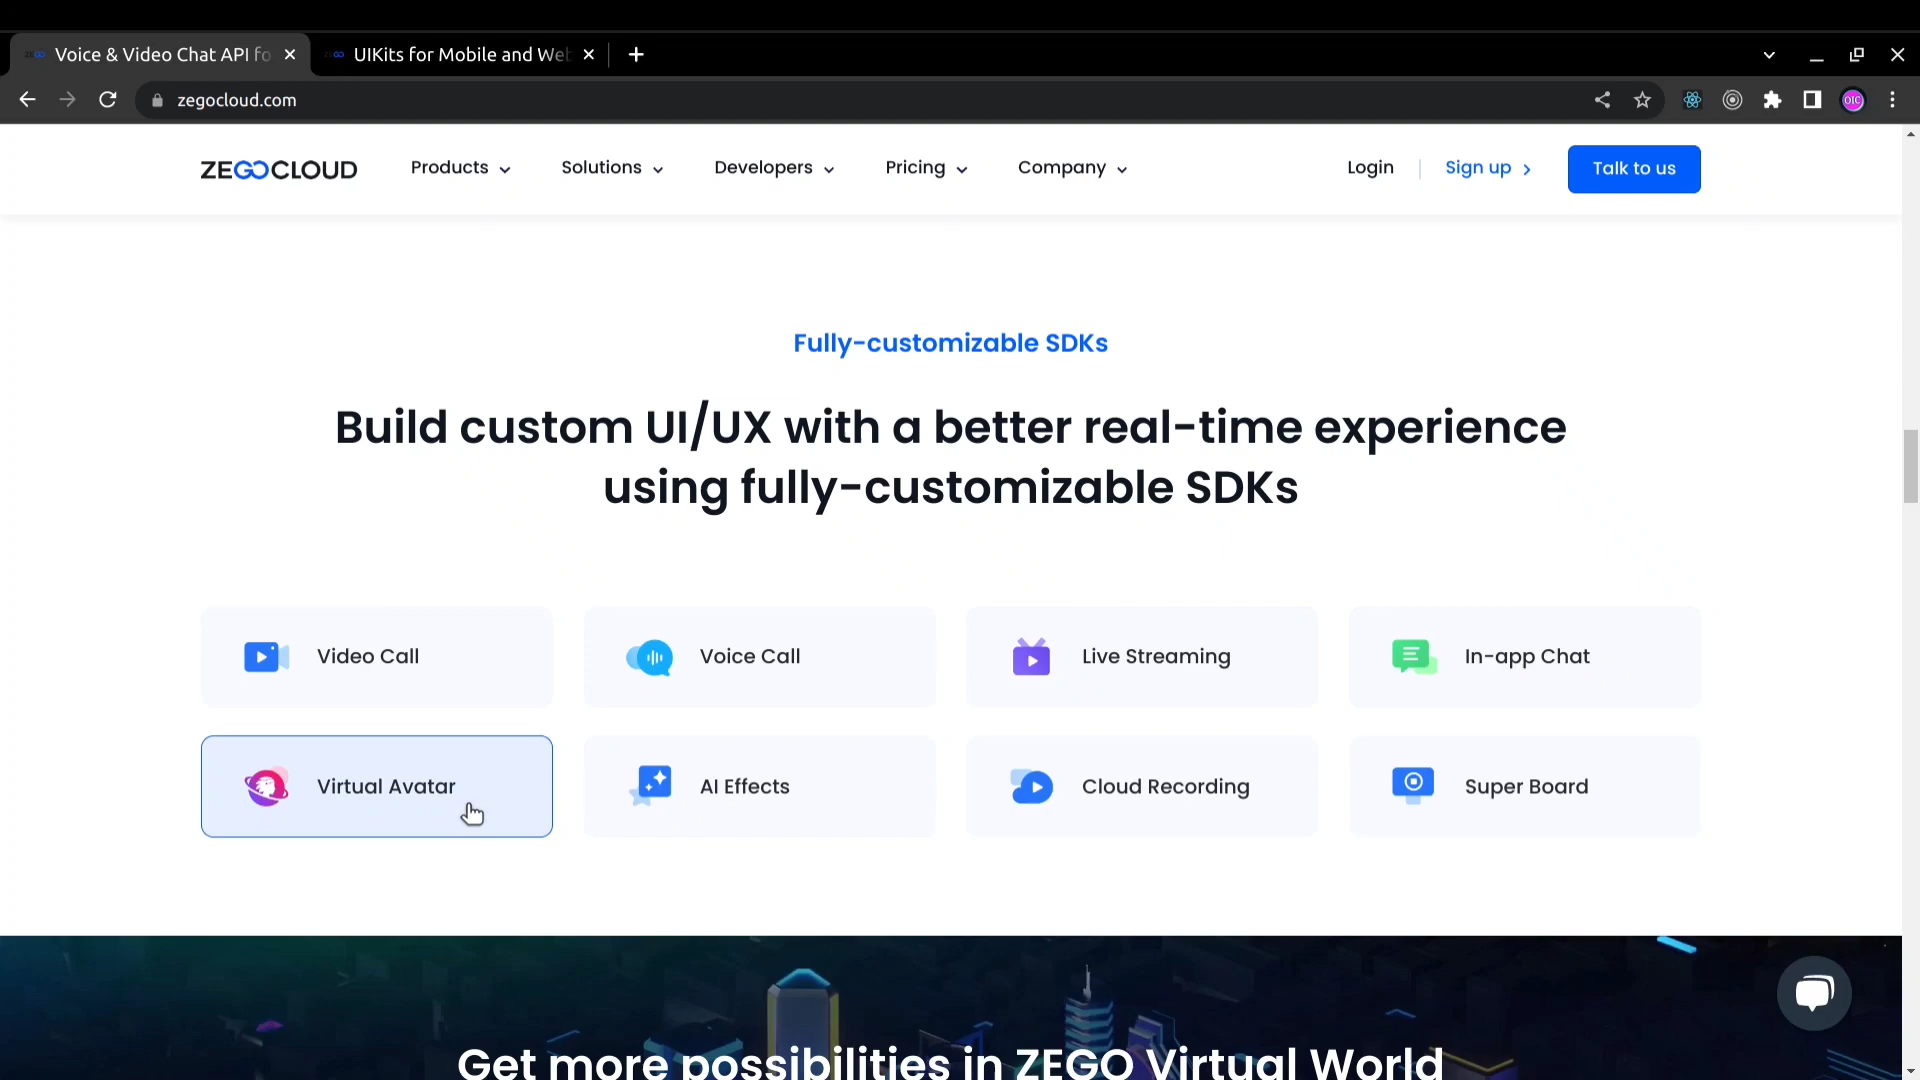 Voice & Video Chat API fo
UIKits for Mobile and Web
zegocloud.com
OIC
ZEGOCLOUD
Products
Solutions
Developers
Pricing
Company
Login
Sign up
Talk to us
Fully-customizable SDKs
Build custom UI/UX with a better real-time experience
using fully-customizable SDKs
Video Call
Voice Call
Live Streaming
In-app Chat
Virtual Avatar
AI Effects
Cloud Recording
Super Board
Get more possibilities in ZEGO Virtual World